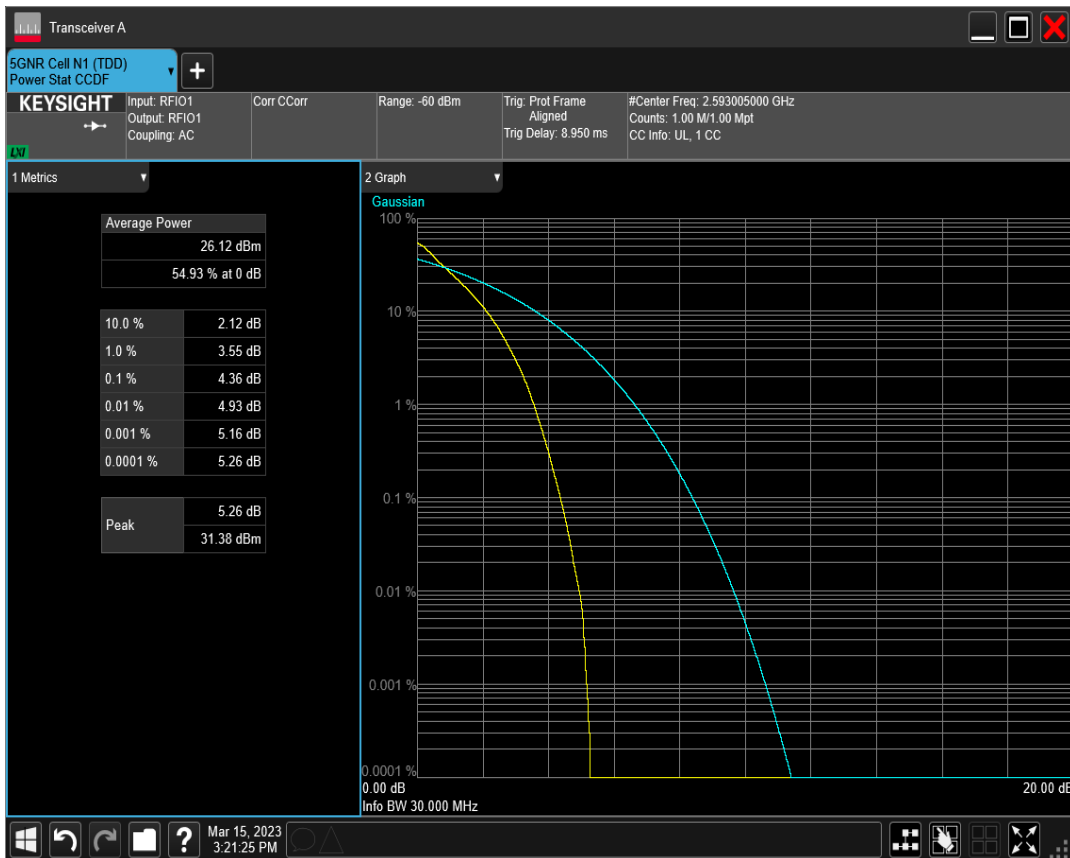 Transceiver A
5GNR Cell N1 (TDD)
Power Stat CCDF
KEYSIGHT
LXI
Input: RFIO1
Output: RFIO1
Coupling: AC
Corr CCorr
Range: -60 dBm
Trig: Prot Frame
Aligned
Trig Delay: 8.950 ms
#Center Freq: 2.593005000 GHz
Counts: 1.00 M/1.00 Mpt
CC Info: UL, 1 CC
1 Metrics
Average Power
26.12 dBm
54.93 % at 0 dB
10.0 % 2.12 dB
1.0 % 3.55 dB
0.1 % 4.36 dB
0.01 % 4.93 dB
0.001 % 5.16 dB
0.0001 % 5.26 dB
Peak 5.26 dB
31.38 dBm
2 Graph
Gaussian
100 %
10 %
1 %
0.1 %
0.01 %
0.001 %
0.0001 %
0.00 dB 20.00 dB
Info BW 30.000 MHz
?
Mar 15, 2023
3:21:25 PM